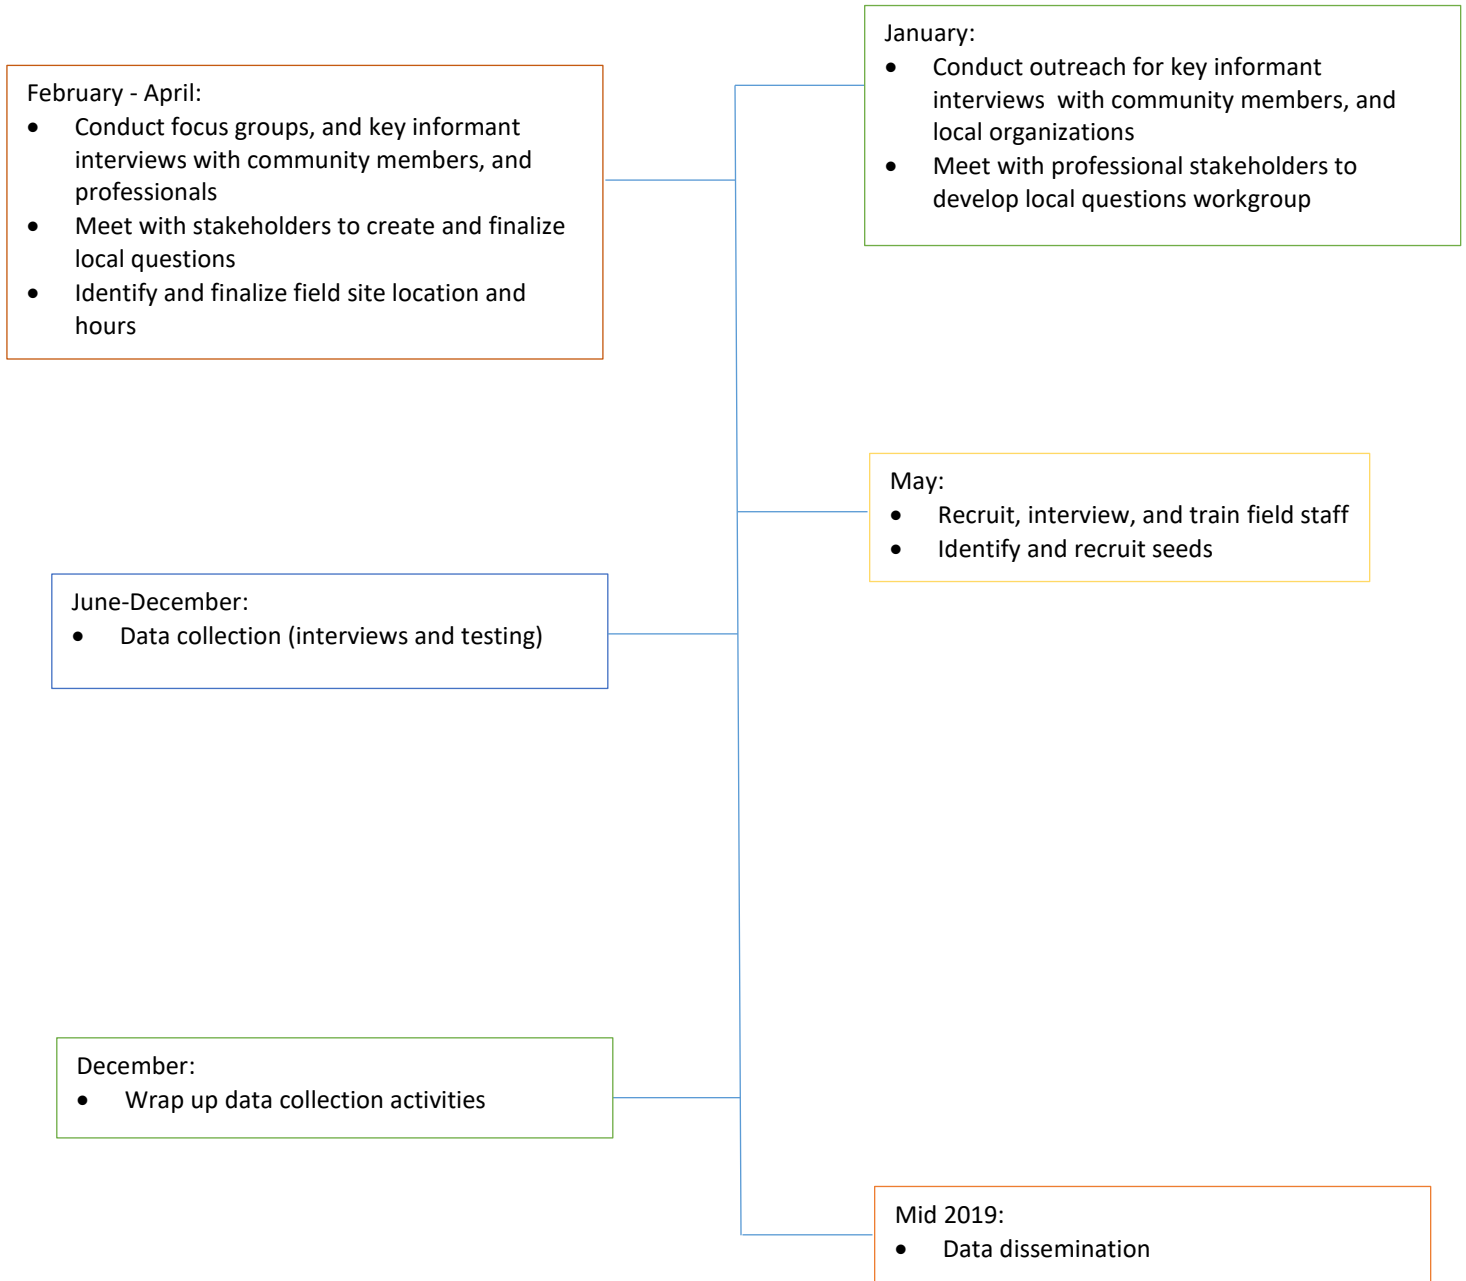 January:
• Conduct outreach for key informant
interviews with community members, and
local organizations
• Meet with professional stakeholders to
develop local questions workgroup
February - April:
• Conduct focus groups, and key informant
interviews with community members, and
professionals
• Meet with stakeholders to create and finalize
local questions
• Identify and finalize field site location and
hours
May:
• Recruit, interview, and train field staff
• Identify and recruit seeds
June-December:
• Data collection (interviews and testing)
December:
• Wrap up data collection activities
Mid 2019:
• Data dissemination